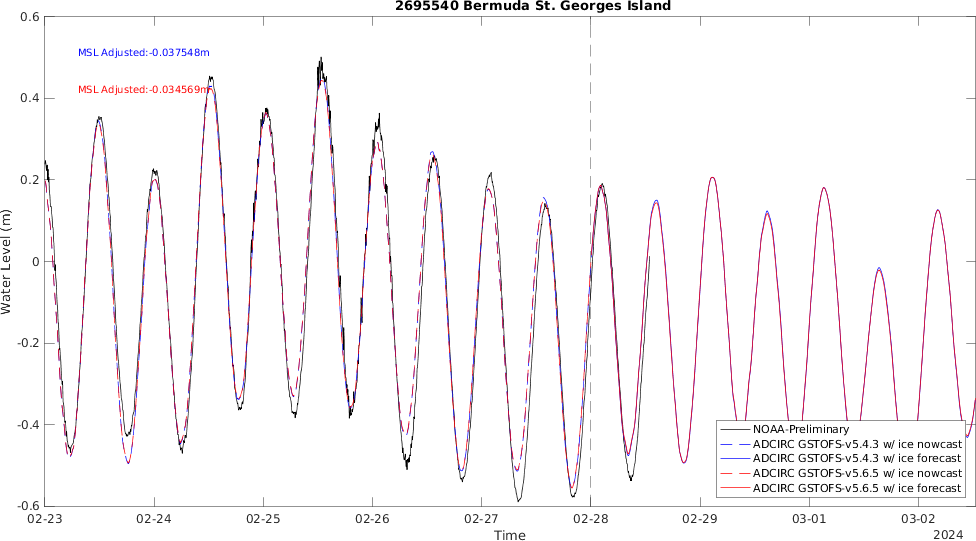 2695540 Bermuda St. Georges Island
0.6
0.4
0.2
0
-0.2
-0.4
-0.6
Water Level (m)
MSL Adjusted:-0.037548m
MSL Adjusted:-0.034569m
NOAA-Preliminary
ADCIRC GSTOFS-v5.4.3 w/ ice nowcast
ADCIRC GSTOFS-v5.4.3 w/ ice forecast
ADCIRC GSTOFS-v5.6.5 w/ ice nowcast
ADCIRC GSTOFS-v5.6.5 w/ ice forecast
02-23 02-24 02-25 02-26 02-27 02-28 02-29 03-01 03-02
Time
2024